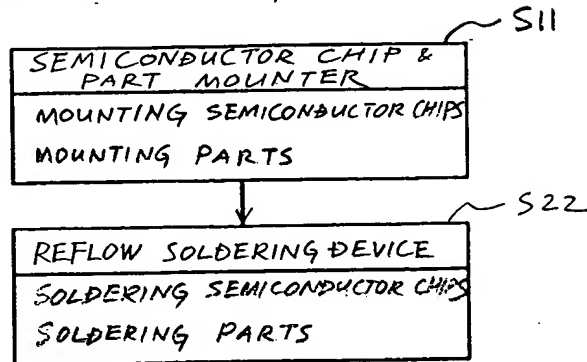 S11
SEMICONDUCTOR CHIP &
PART MOUNTER
MOUNTING SEMICONDUCTOR CHIPS
MOUNTING PARTS
S22
REFLOW SOLDERING DEVICE
SOLDERING SEMICONDUCTOR CHIPS
SOLDERING PARTS